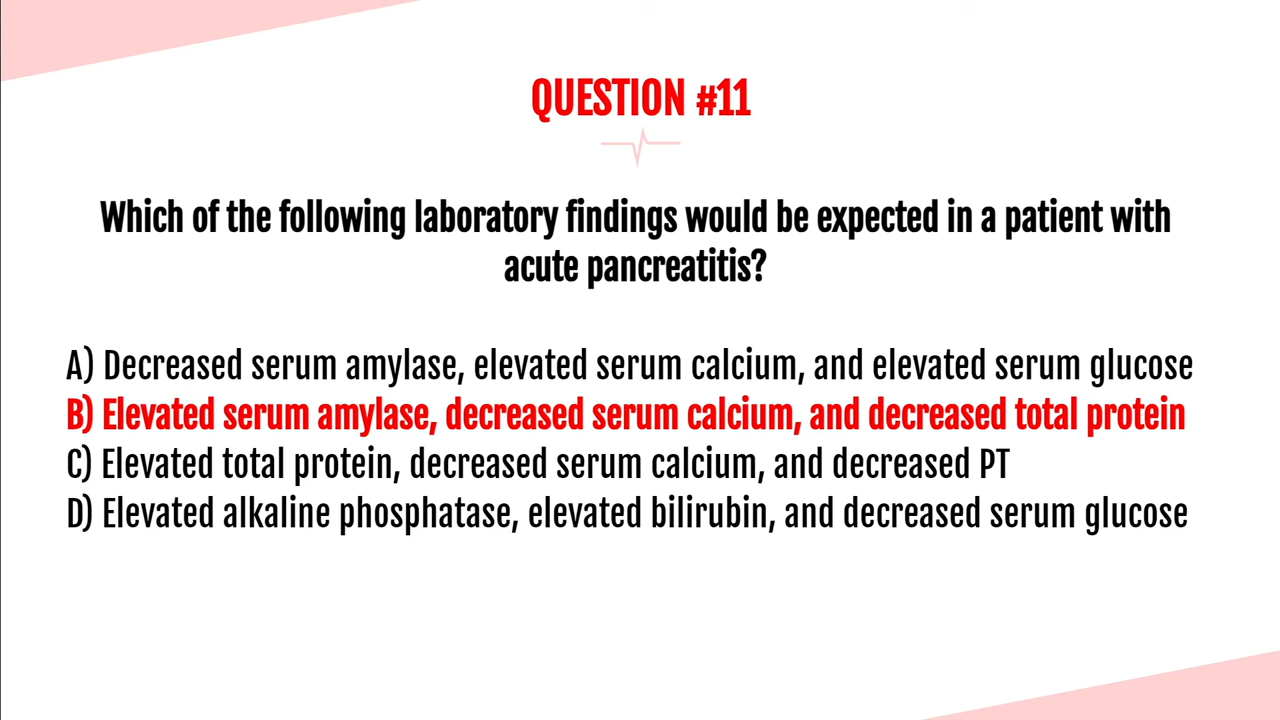 QUESTION #11
Which of the following laboratory findings would be expected in a patient with
acute pancreatitis?
A) Decreased serum amylase, elevated serum calcium, and elevated serum glucose
B) Elevated serum amylase, decreased serum calcium, and decreased total protein
C) Elevated total protein, decreased serum calcium, and decreased PT
D) Elevated alkaline phosphatase, elevated bilirubin, and decreased serum glucose